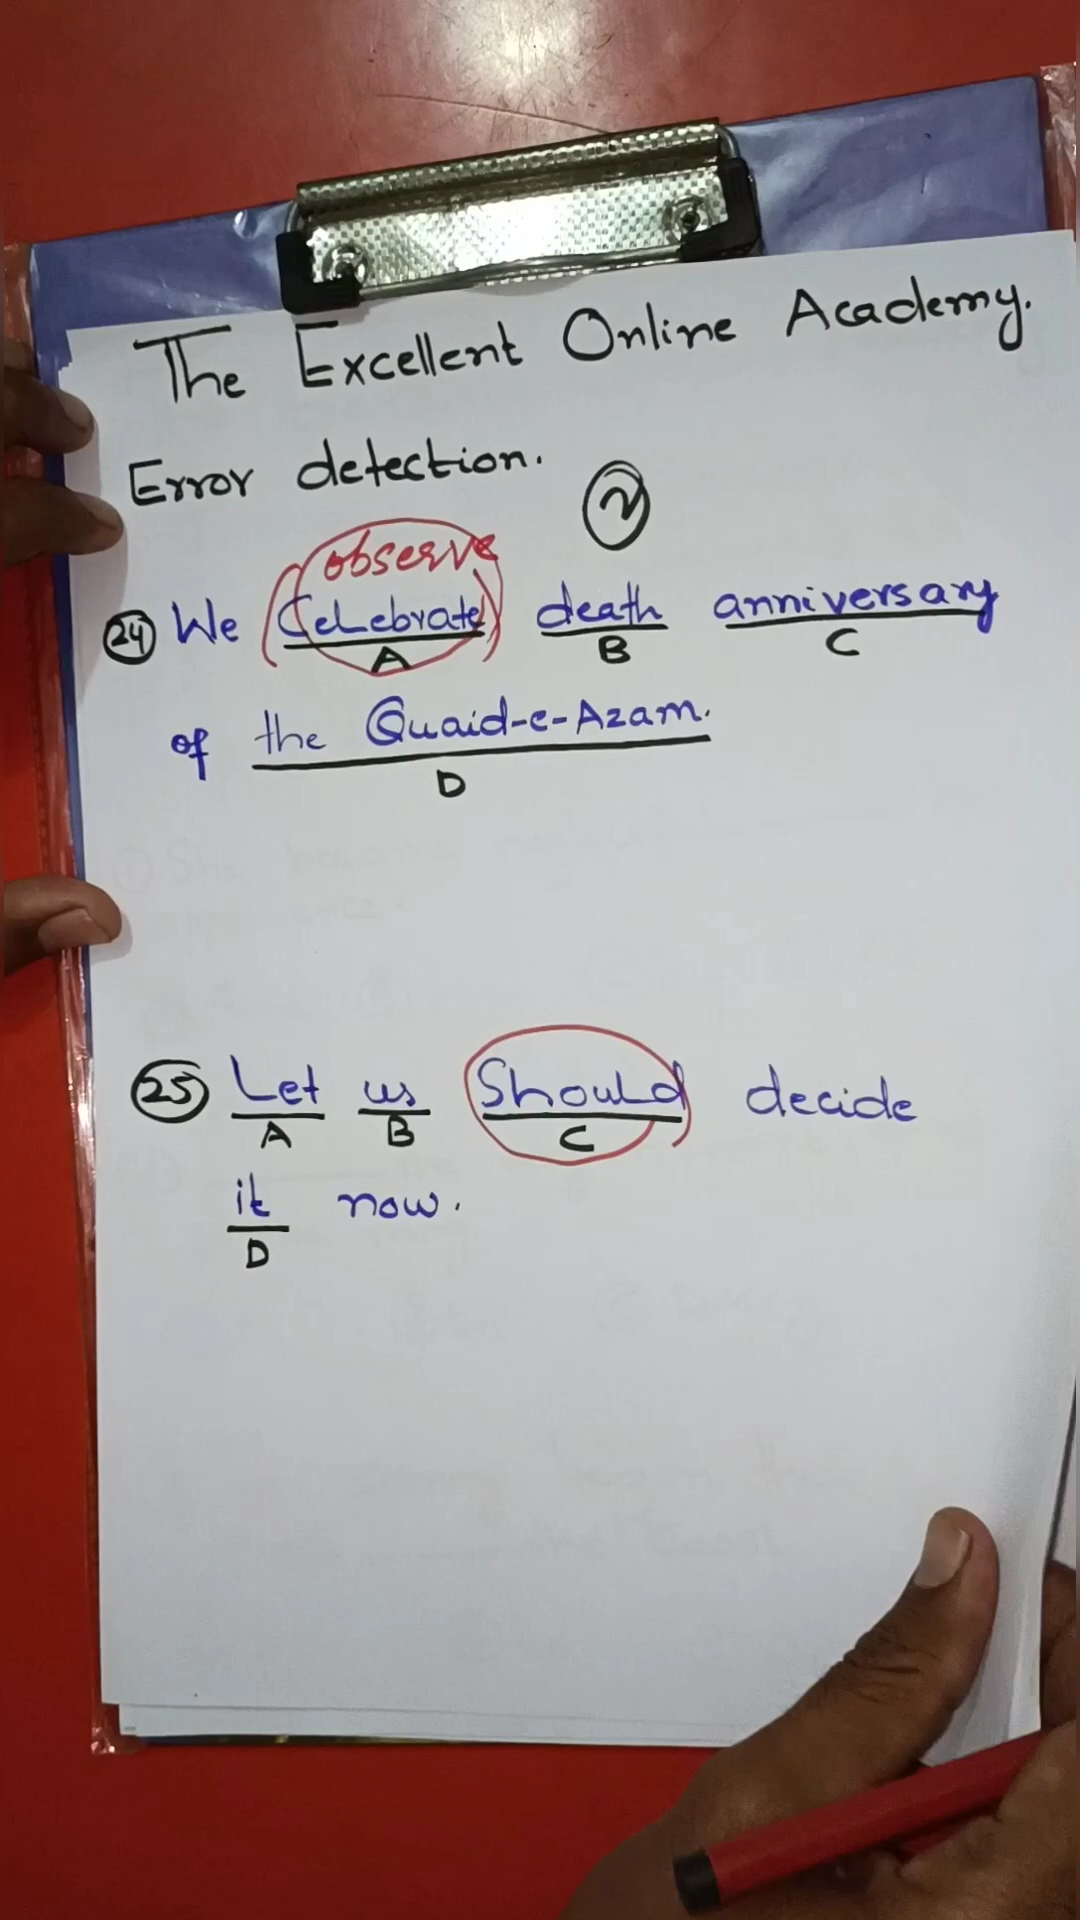 The Excellent Online Academy.
Error detection.
2
observe
24 We (Celebrate) death anniversary
A B C
of the Quaid-e-Azam.
D
25 Let us Should) decide
A B C
it now.
D